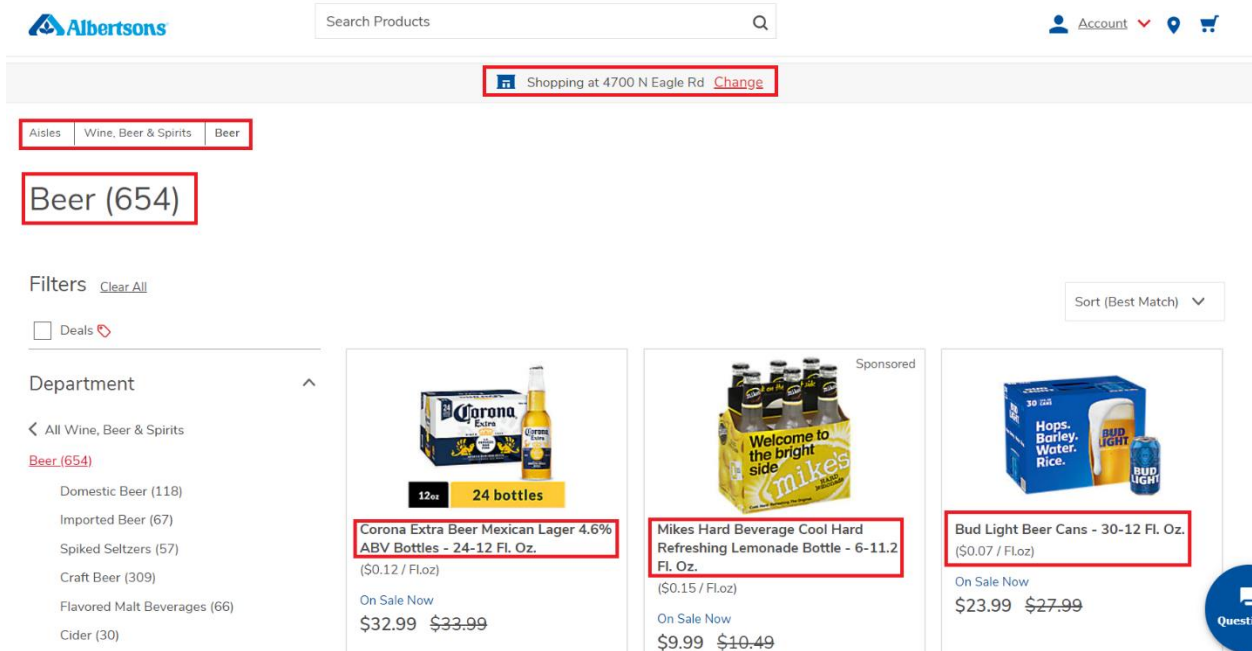 Albertsons
Search Products
Account
Shopping at 4700 N Eagle Rd Change
Aisles
Wine, Beer & Spirits
Beer
Beer (654)
Filters Clear All
Sort (Best Match)
Deals
Department
All Wine, Beer & Spirits
Beer (654)
Domestic Beer (118)
Imported Beer (67)
Spiked Seltzers (57)
Craft Beer (309)
Flavored Malt Beverages (66)
Cider (30)
Corona
Extra
12oz 24 bottles
Corona Extra Beer Mexican Lager 4.6%
ABV Bottles - 24-12 Fl. Oz.
($0.12 / Fl.oz)
On Sale Now
$32.99 $33.99
Sponsored
Welcome to
the bright
side
mike's
HARD
Mikes Hard Beverage Cool Hard
Refreshing Lemonade Bottle - 6-11.2
Fl. Oz.
($0.15 / Fl.oz)
On Sale Now
$9.99 $10.49
30
Hops.
Barley.
Water.
Rice.
BUD
LIGHT
BUD
LIGHT
Bud Light Beer Cans - 30-12 Fl. Oz.
($0.07 / Fl.oz)
On Sale Now
$23.99 $27.99